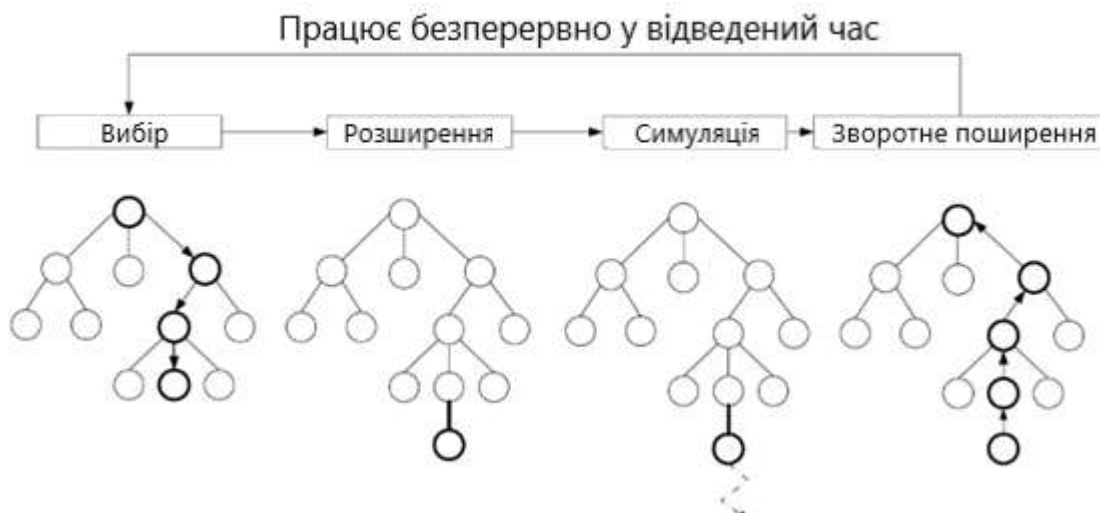 Працює безперервно у відведений час
Вибір
Розширення
Симуляція
Зворотне поширення